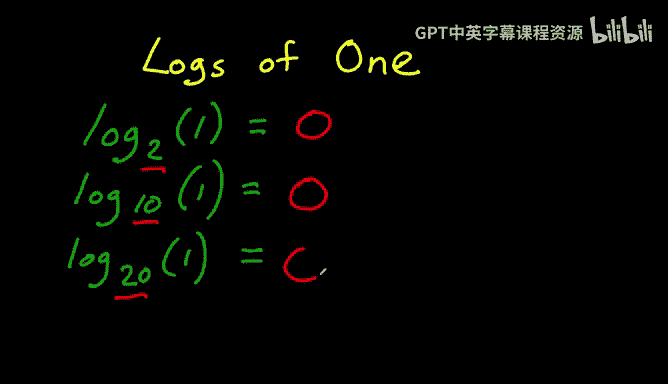 GPT中英字幕课程资源 bilibili
Logs of One
log₂(1) = 0
log₁₀(1) = 0
log₂₀(1) =